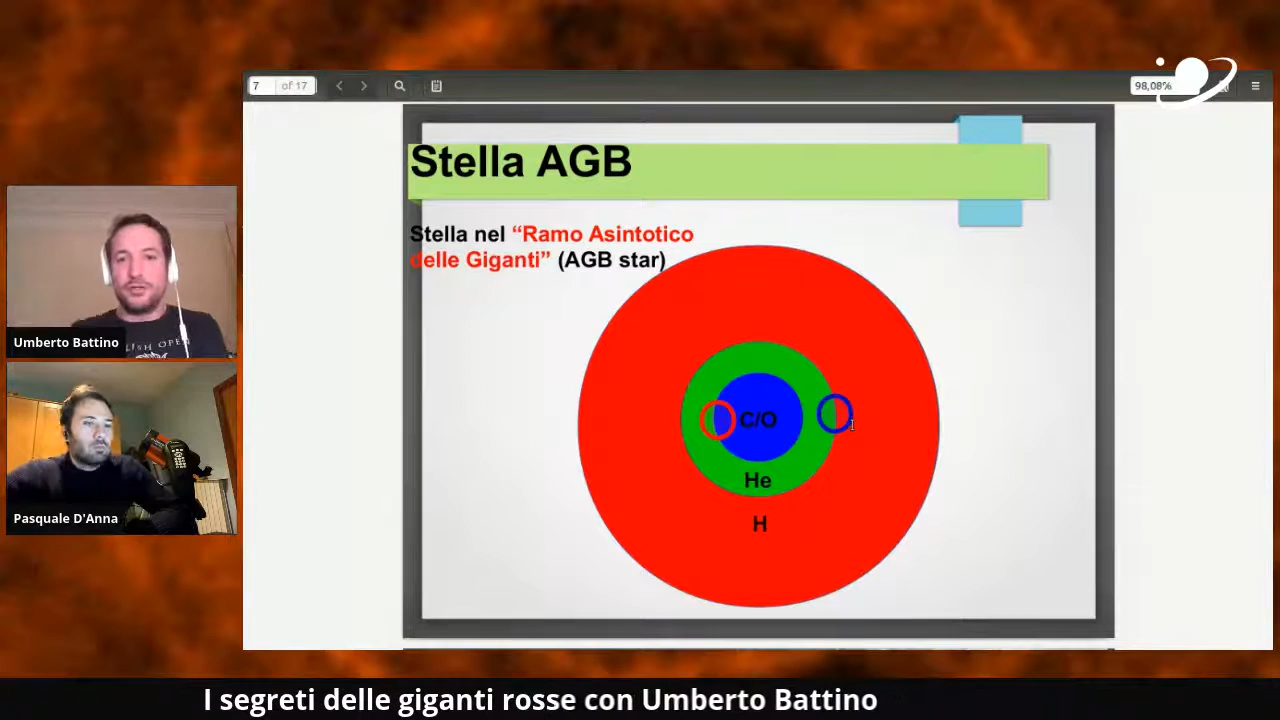 7 of 17
98,08%
Stella AGB
Stella nel “Ramo Asintotico
delle Giganti” (AGB star)
C/O
He
H
Umberto Battino
Pasquale D'Anna
I segreti delle giganti rosse con Umberto Battino